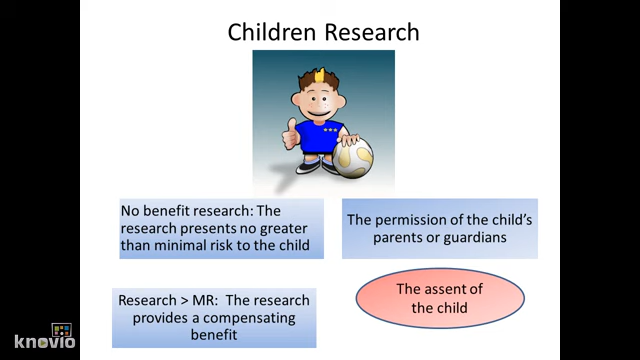 Children Research
No benefit research: The
research presents no greater
than minimal risk to the child
The permission of the child's
parents or guardians
Research > MR:  The research
provides a compensating
benefit
The assent of
the child
knovio